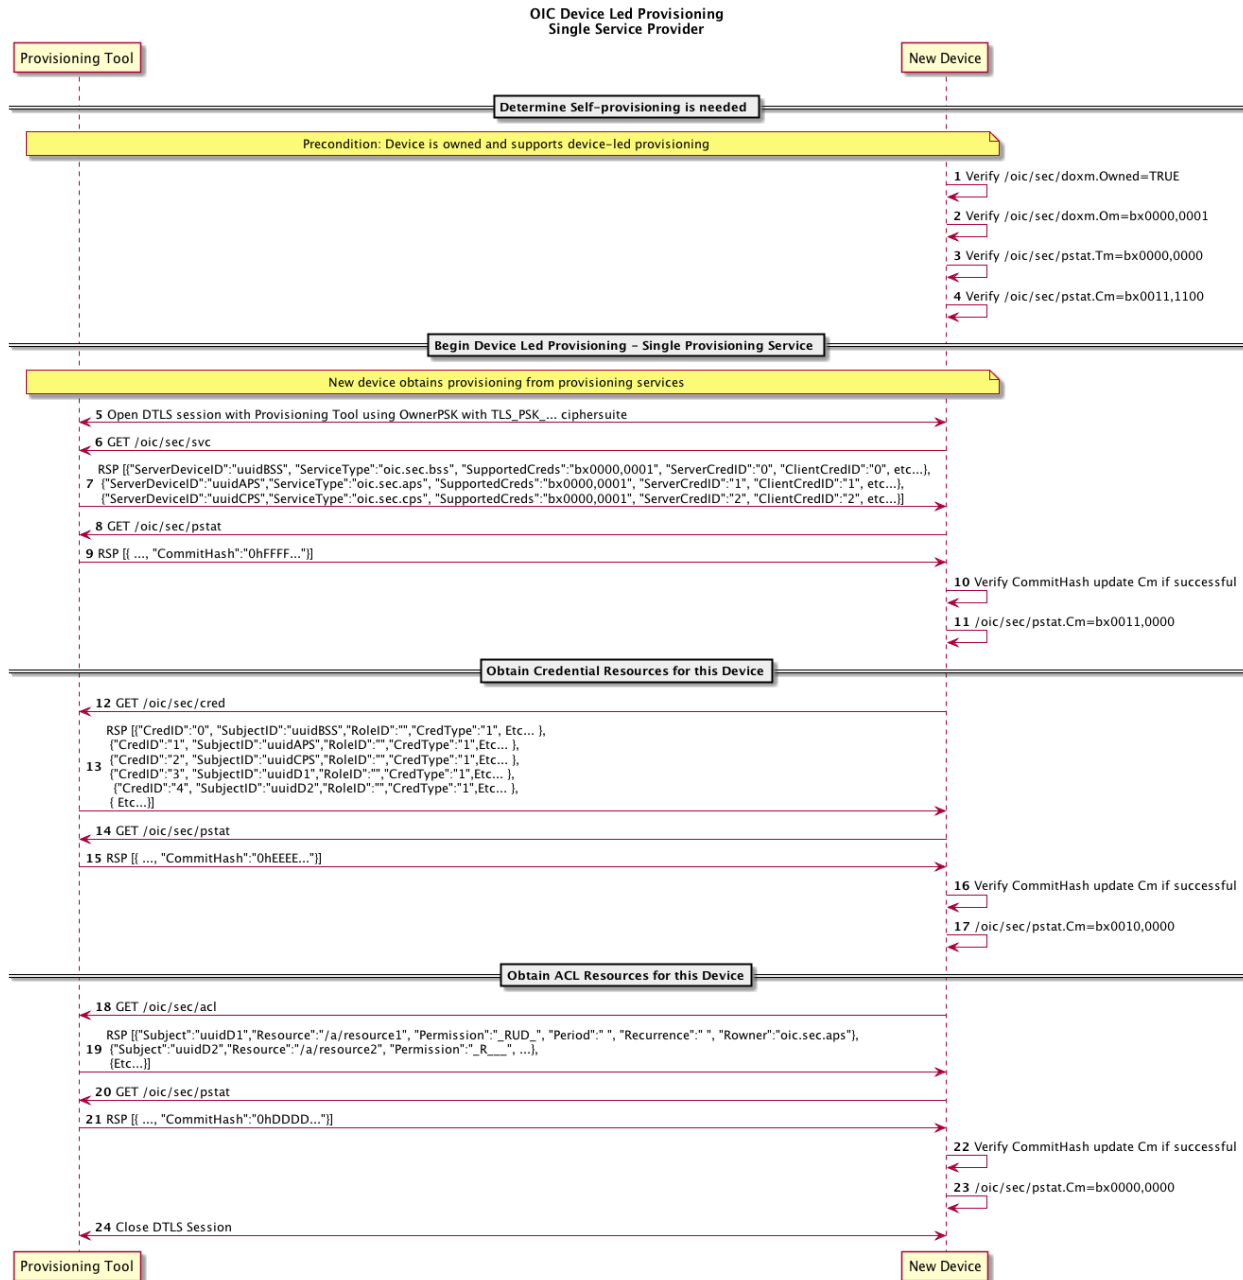 OIC Device Led Provisioning
Single Service Provider
Provisioning Tool
New Device
Determine Self-provisioning is needed
Precondition: Device is owned and supports device-led provisioning
1 Verify /oic/sec/doxm.Owned=TRUE
2 Verify /oic/sec/doxm.Om=bx0000,0001
3 Verify /oic/sec/pstat.Tm=bx0000,0000
4 Verify /oic/sec/pstat.Cm=bx0011,1100
Begin Device Led Provisioning - Single Provisioning Service
New device obtains provisioning from provisioning services
5 Open DTLS session with Provisioning Tool using OwnerPSK with TLS_PSK_... ciphersuite
6 GET /oic/sec/svc
RSP [{"ServerDeviceID":"uuidBSS", "ServiceType":"oic.sec.bss", "SupportedCreds":"bx0000,0001", "ServerCredID":"0", "ClientCredID":"0", etc...},
7 {"ServerDeviceID":"uuidAPS","ServiceType":"oic.sec.aps", "SupportedCreds":"bx0000,0001", "ServerCredID":"1", "ClientCredID":"1", etc...},
{"ServerDeviceID":"uuidCPS","ServiceType":"oic.sec.cps", "SupportedCreds":"bx0000,0001", "ServerCredID":"2", "ClientCredID":"2", etc...}]
8 GET /oic/sec/pstat
9 RSP [{ ..., "CommitHash":"0hFFFF..."}]
10 Verify CommitHash update Cm if successful
11 /oic/sec/pstat.Cm=bx0011,0000
Obtain Credential Resources for this Device
12 GET /oic/sec/cred
RSP [{"CredID":"0", "SubjectID":"uuidBSS","RoleID":"","CredType":"1", Etc... },
{"CredID":"1", "SubjectID":"uuidAPS","RoleID":"","CredType":"1",Etc... },
{"CredID":"2", "SubjectID":"uuidCPS","RoleID":"","CredType":"1",Etc... },
13 {"CredID":"3", "SubjectID":"uuidD1","RoleID":"","CredType":"1",Etc... },
{"CredID":"4", "SubjectID":"uuidD2","RoleID":"","CredType":"1",Etc... },
{ Etc...}]
14 GET /oic/sec/pstat
15 RSP [{ ..., "CommitHash":"0hEEEE..."}]
16 Verify CommitHash update Cm if successful
17 /oic/sec/pstat.Cm=bx0010,0000
Obtain ACL Resources for this Device
18 GET /oic/sec/acl
RSP [{"Subject":"uuidD1","Resource":"/a/resource1", "Permission":"_RUD_", "Period":" ", "Recurrence":" ", "Rowner":"oic.sec.aps"},
19 {"Subject":"uuidD2","Resource":"/a/resource2", "Permission":"_R___", ...},
{Etc...}]
20 GET /oic/sec/pstat
21 RSP [{ ..., "CommitHash":"0hDDDD..."}]
22 Verify CommitHash update Cm if successful
23 /oic/sec/pstat.Cm=bx0000,0000
24 Close DTLS Session
Provisioning Tool
New Device